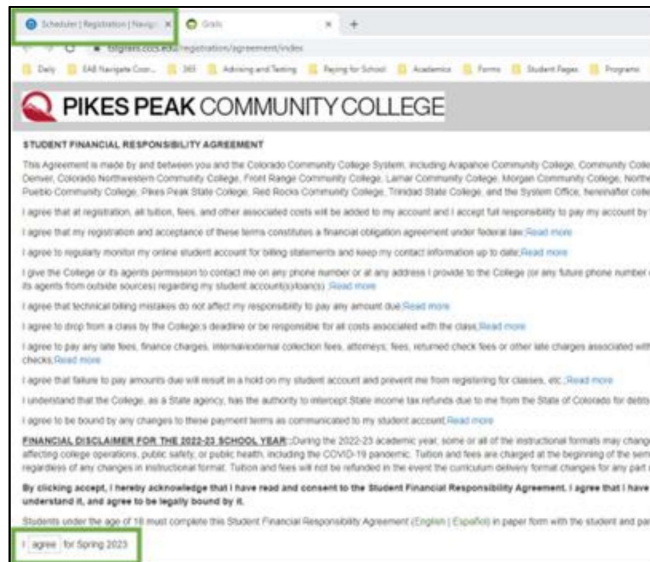 Scheduler | Registration | Navig
Grails
tstgrails.cccs.edu/registration/agreement/index
Daily EAB Navigate Coor... 365 Advising and Testing Paying for School Academics Forms Student Pages Programs
PIKES PEAK COMMUNITY COLLEGE
STUDENT FINANCIAL RESPONSIBILITY AGREEMENT
This Agreement is made by and between you and the Colorado Community College System, including Arapahoe Community College, Community Colle
Denver, Colorado Northwestern Community College, Front Range Community College, Lamar Community College, Morgan Community College, Northe
Pueblo Community College, Pikes Peak State College, Red Rocks Community College, Trinidad State College, and the System Office, hereinafter colle
I agree that at registration, all tuition, fees, and other associated costs will be added to my account and I accept full responsibility to pay my account by
I agree that my registration and acceptance of these terms constitutes a financial obligation agreement under federal law;Read more
I agree to regularly monitor my online student account for billing statements and keep my contact information up to date;Read more
I give the College or its agents permission to contact me on any phone number or at any address I provide to the College (or any future phone number
its agents from outside sources) regarding my student account(s)/loan(s) ;Read more
I agree that technical billing mistakes do not affect my responsibility to pay any amount due;Read more
I agree to drop from a class by the College;s deadline or be responsible for all costs associated with the class;Read more
I agree to pay any late fees, finance charges, internal/external collection fees, attorneys; fees, returned check fees or other late charges associated with
checks;Read more
I agree that failure to pay amounts due will result in a hold on my student account and prevent me from registering for classes, etc.;Read more
I understand that the College, as a State agency, has the authority to intercept State income tax refunds due to me from the State of Colorado for debts
I agree to be bound by any changes to these payment terms as communicated to my student account;Read more
FINANCIAL DISCLAIMER FOR THE 2022-23 SCHOOL YEAR:;During the 2022-23 academic year, some or all of the instructional formats may chang
affecting college operations, public safety, or public health, including the COVID-19 pandemic. Tuition and fees are charged at the beginning of the sem
regardless of any changes in instructional format. Tuition and fees will not be refunded in the event the curriculum delivery format changes for any part
By clicking accept, I hereby acknowledge that I have read and consent to the Student Financial Responsibility Agreement. I agree that I have
understand it, and agree to be legally bound by it.
Students under the age of 18 must complete this Student Financial Responsibility Agreement (English | Español) in paper form with the student and pa
I agree for Spring 2023